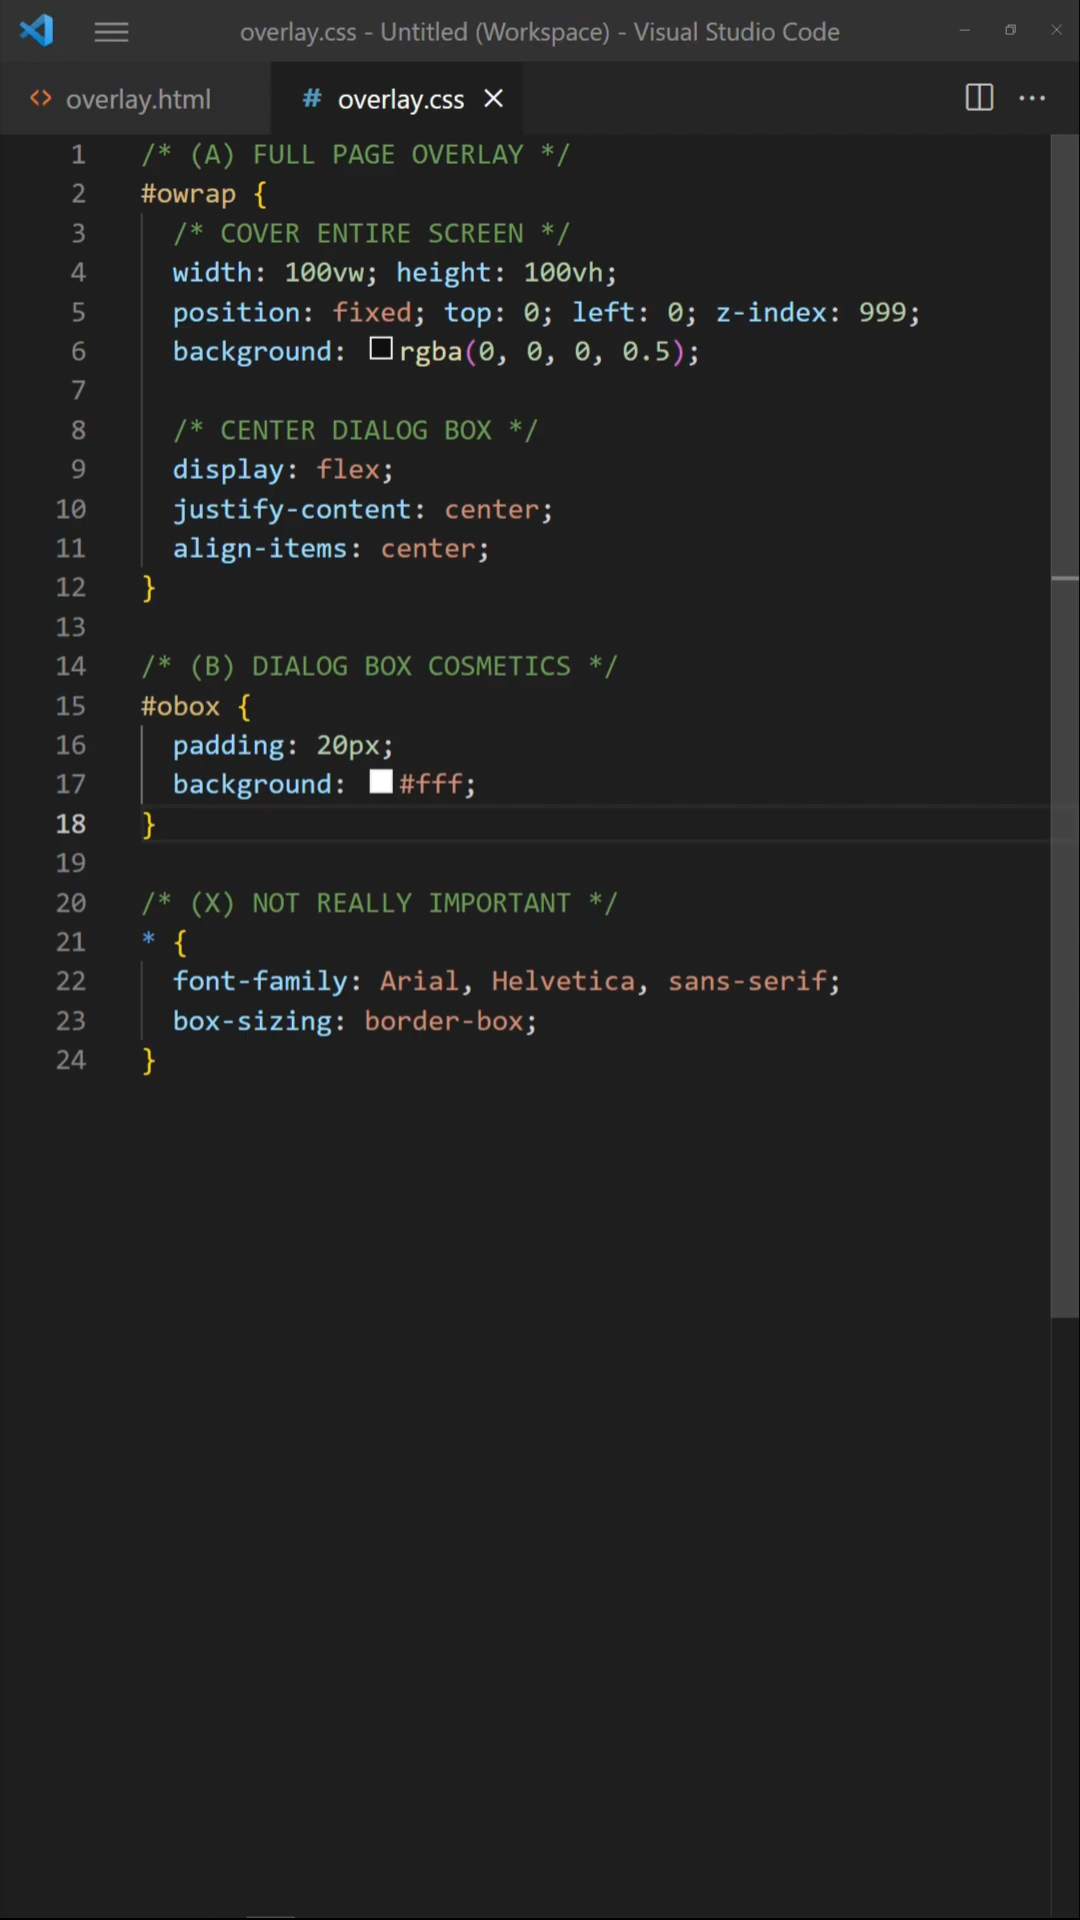 overlay.css - Untitled (Workspace) - Visual Studio Code
overlay.html
# overlay.css
1 /* (A) FULL PAGE OVERLAY */
2 #owrap {
3 /* COVER ENTIRE SCREEN */
4 width: 100vw; height: 100vh;
5 position: fixed; top: 0; left: 0; z-index: 999;
6 background: rgba(0, 0, 0, 0.5);
7
8 /* CENTER DIALOG BOX */
9 display: flex;
10 justify-content: center;
11 align-items: center;
12 }
13
14 /* (B) DIALOG BOX COSMETICS */
15 #obox {
16 padding: 20px;
17 background: #fff;
18 }
19
20 /* (X) NOT REALLY IMPORTANT */
21 * {
22 font-family: Arial, Helvetica, sans-serif;
23 box-sizing: border-box;
24 }